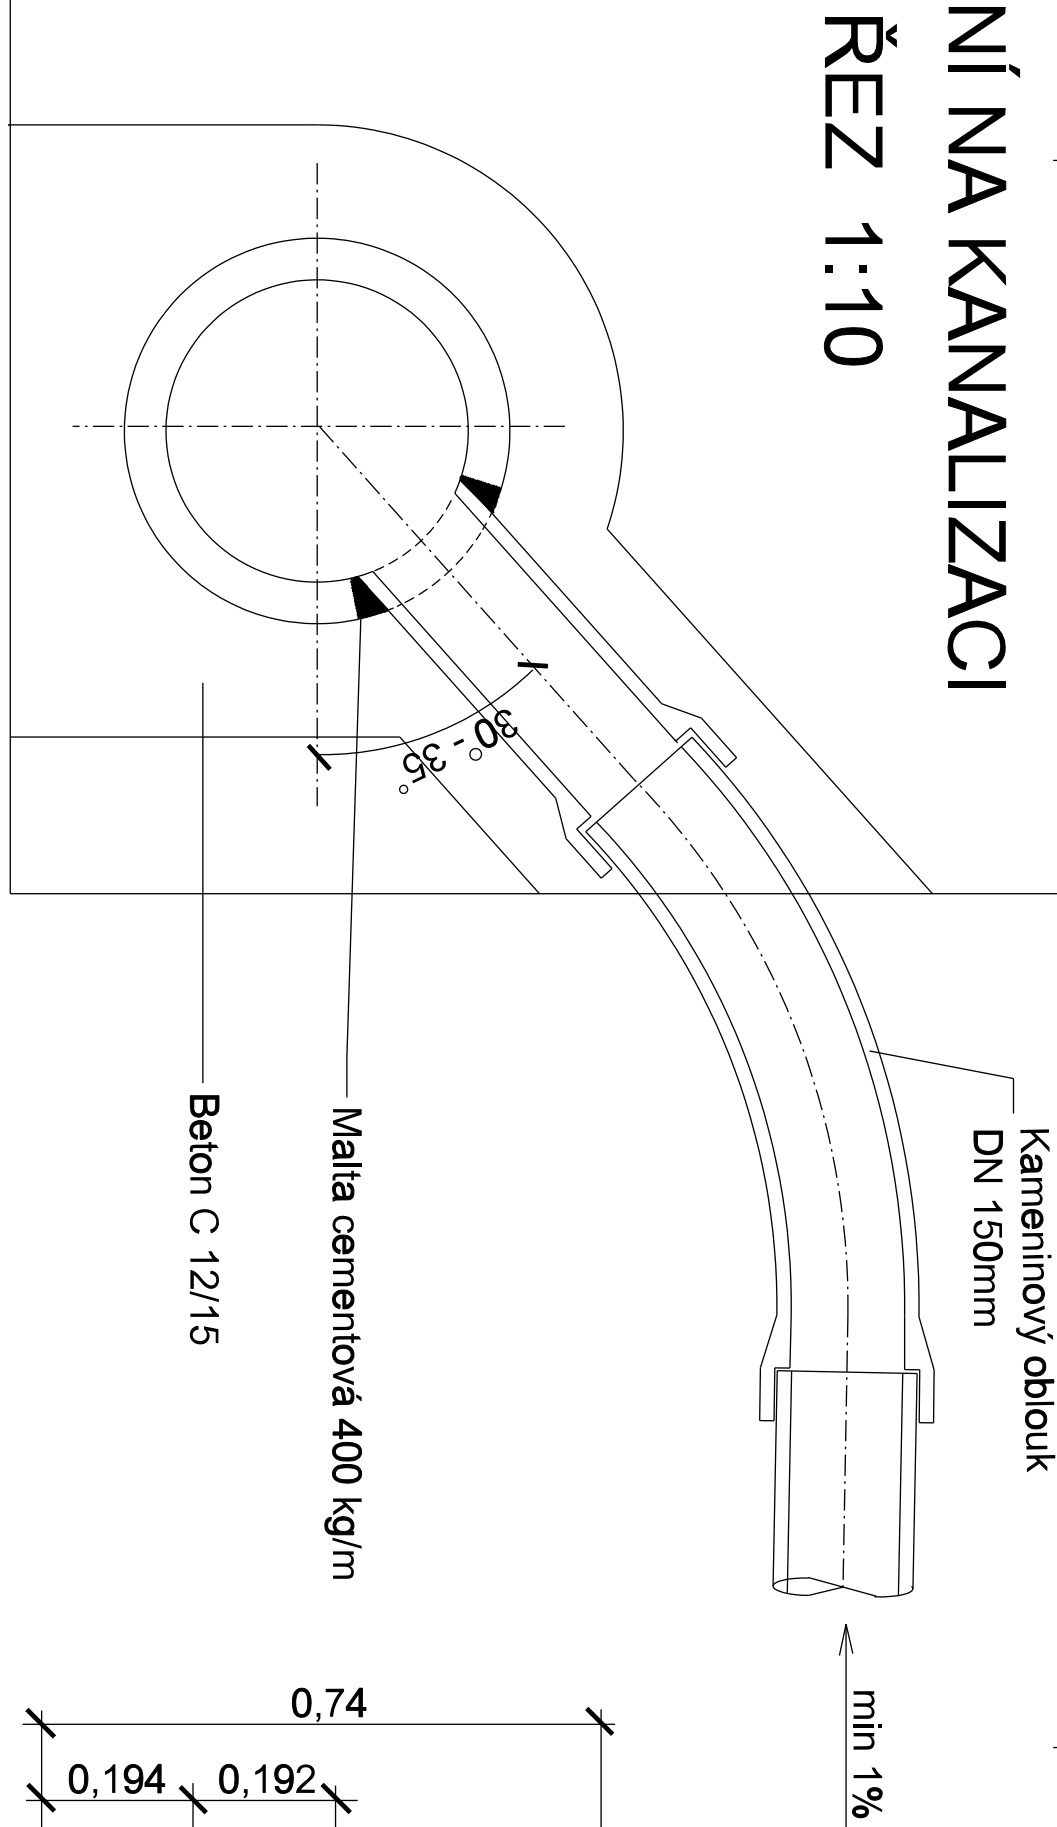 NÍ NA KANALIZACI
ŘEZ 1:10
30°- 35°
Kameninový oblouk
DN 150mm
Malta cementová 400 kg/m
Beton C 12/15
min 1%
0,74
0,194
0,192